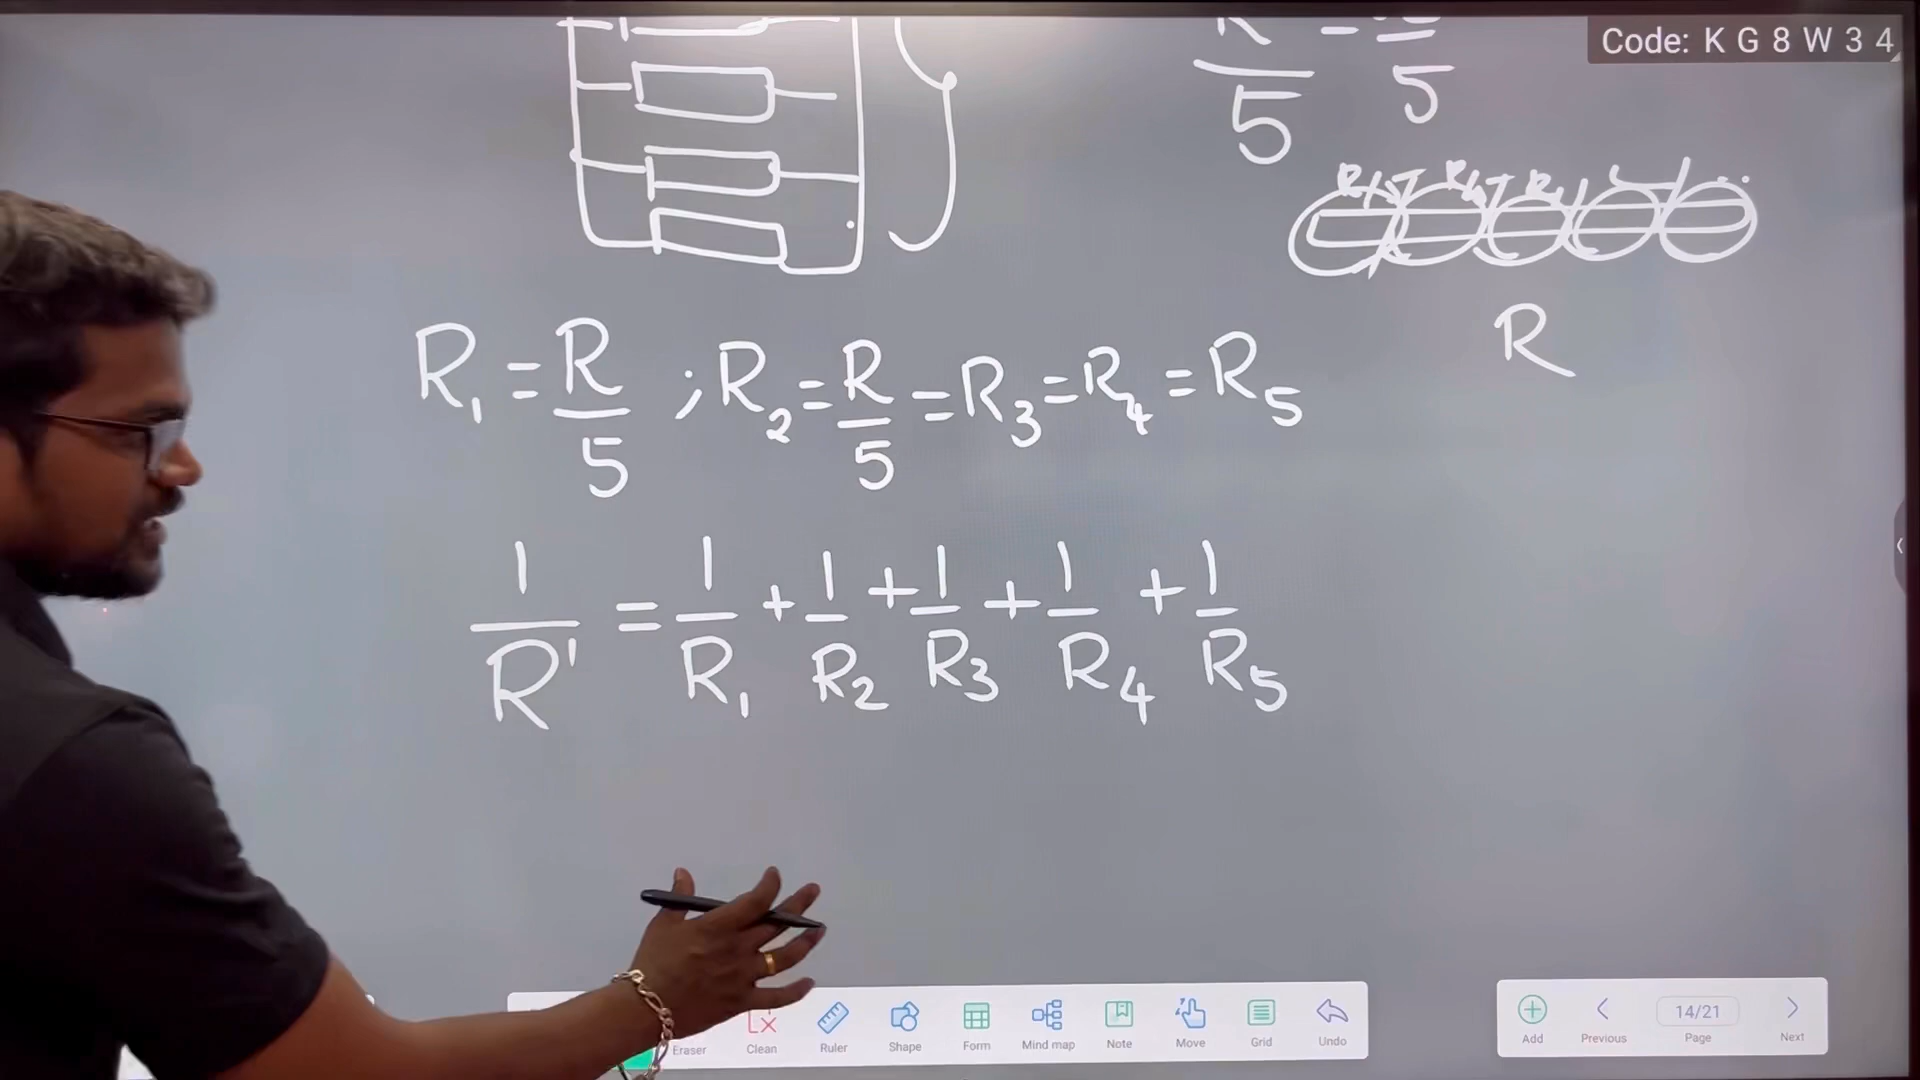 Code: K G 8 W 3 4
R/5 = /5
R/5 R/5 R/
R
R₁ = R/5 ; R₂ = R/5 = R₃ = R₄ = R₅
1/R' = 1/R₁ + 1/R₂ + 1/R₃ + 1/R₄ + 1/R₅
Eraser Clean Ruler Shape Form Mind map Note Move Grid Undo
Add Previous 14/21 Page Next